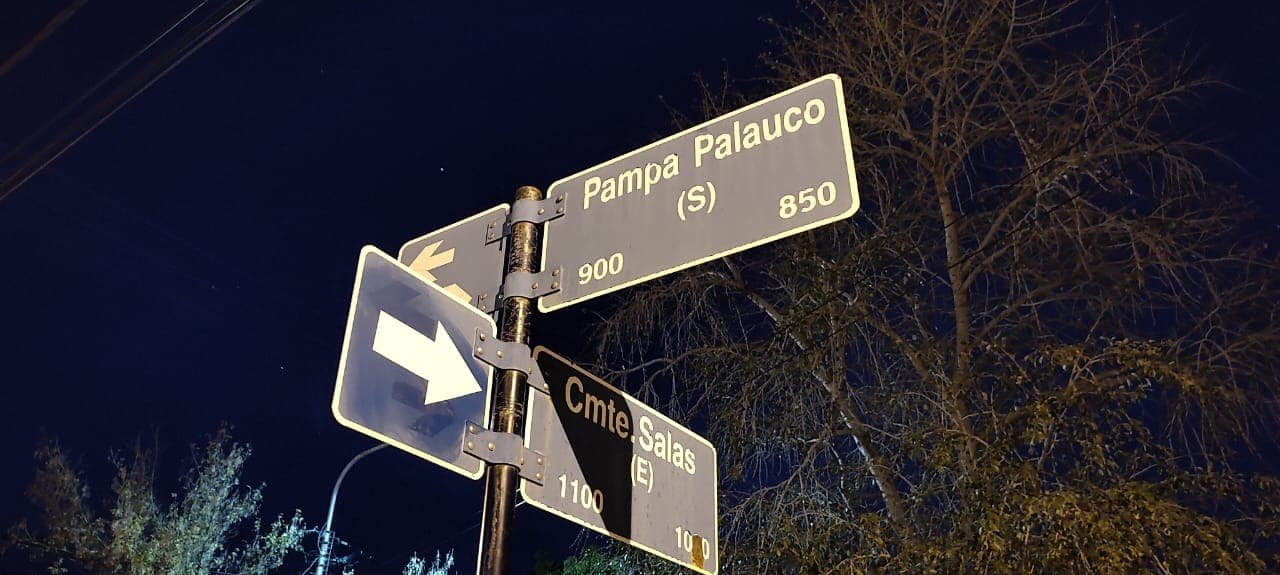 Pampa Palauco
(S)
900 850
Cmte. Salas
(E)
1100